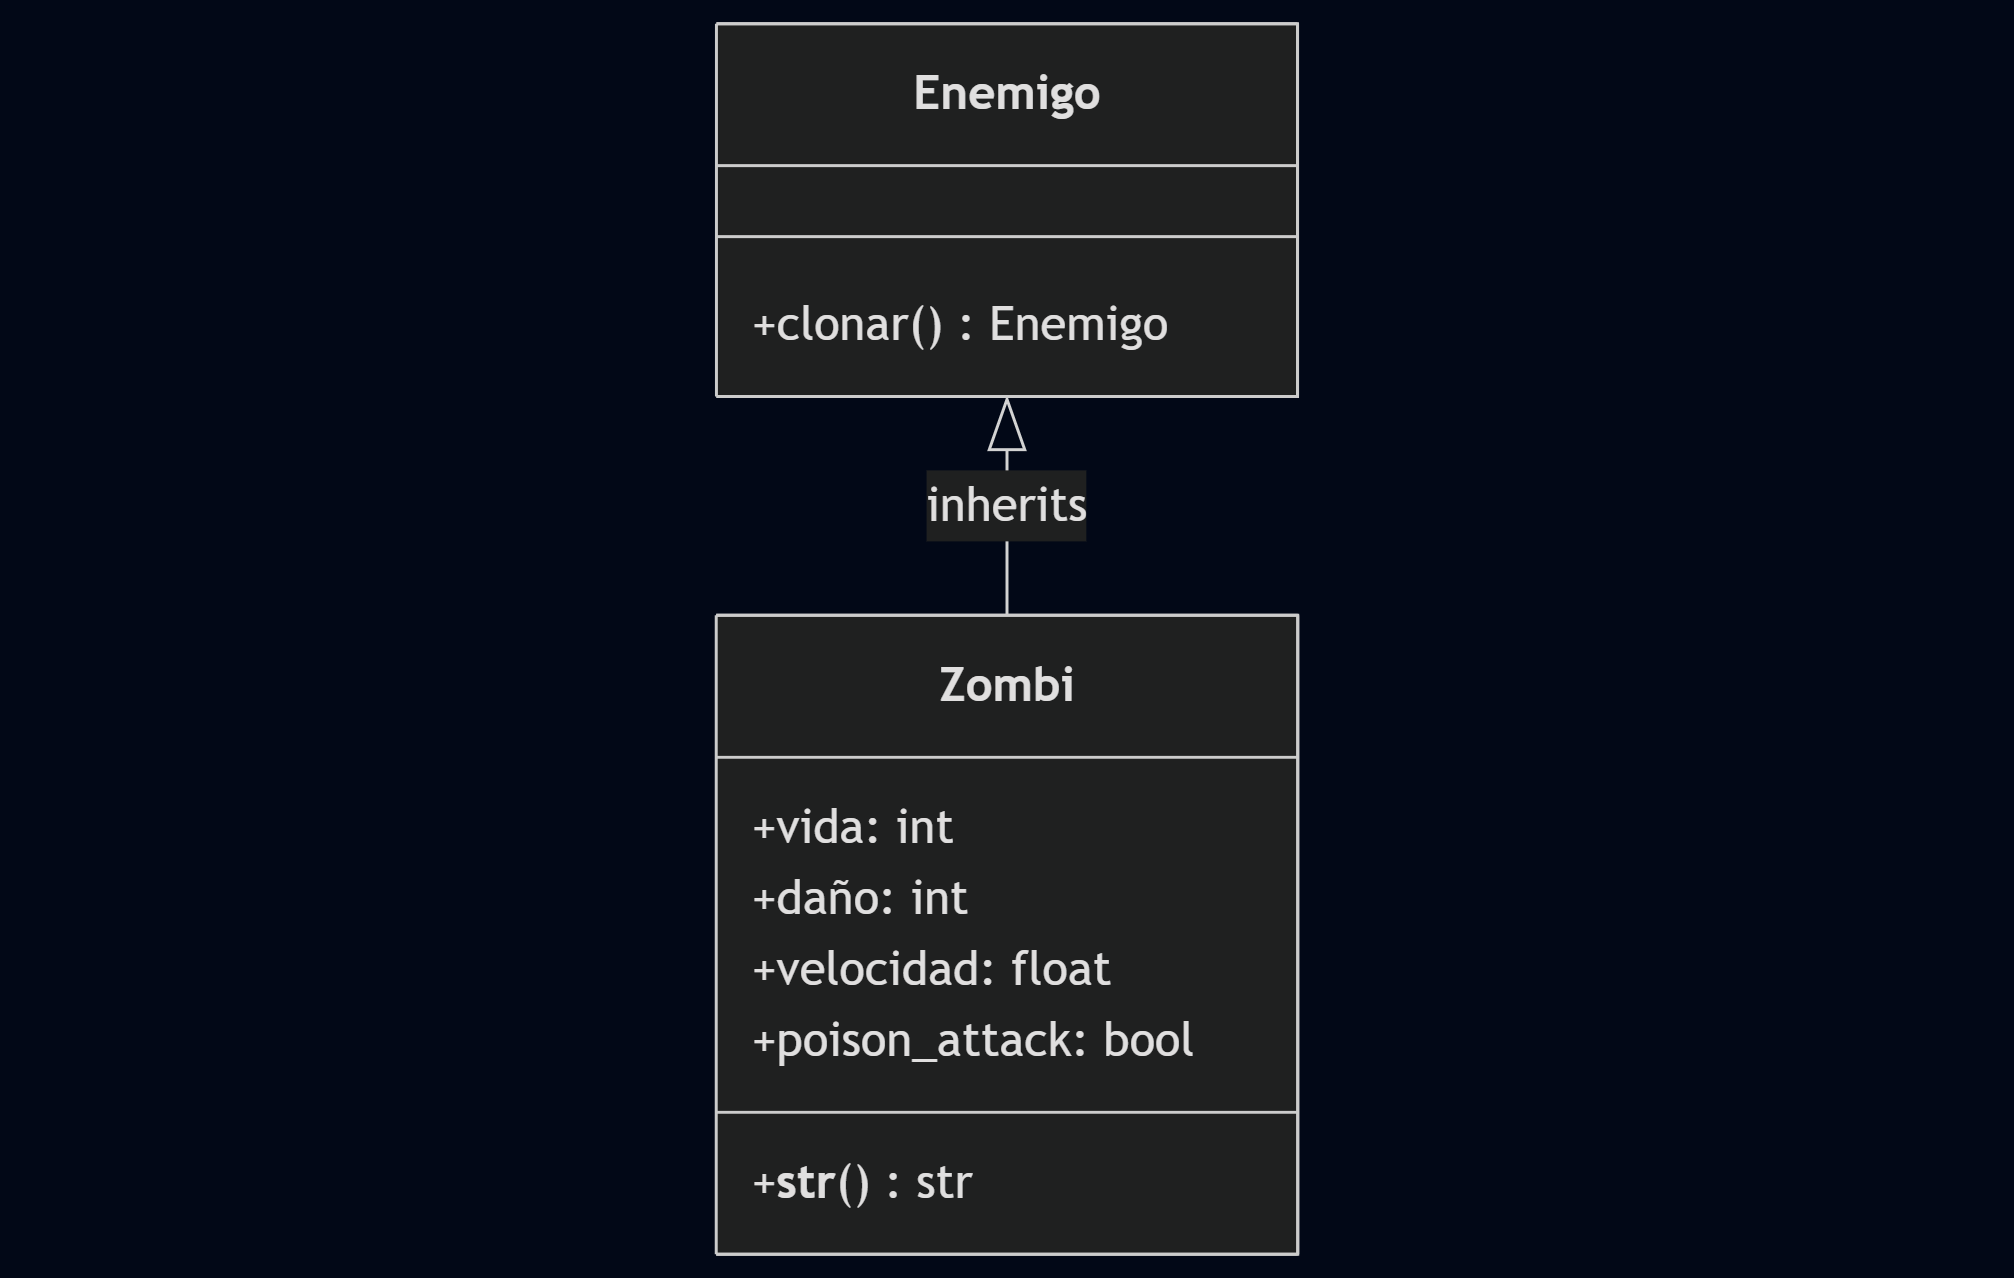 Enemigo
+clonar() : Enemigo
inherits
Zombi
+vida: int
+daño: int
+velocidad: float
+poison_attack: bool
+str() : str